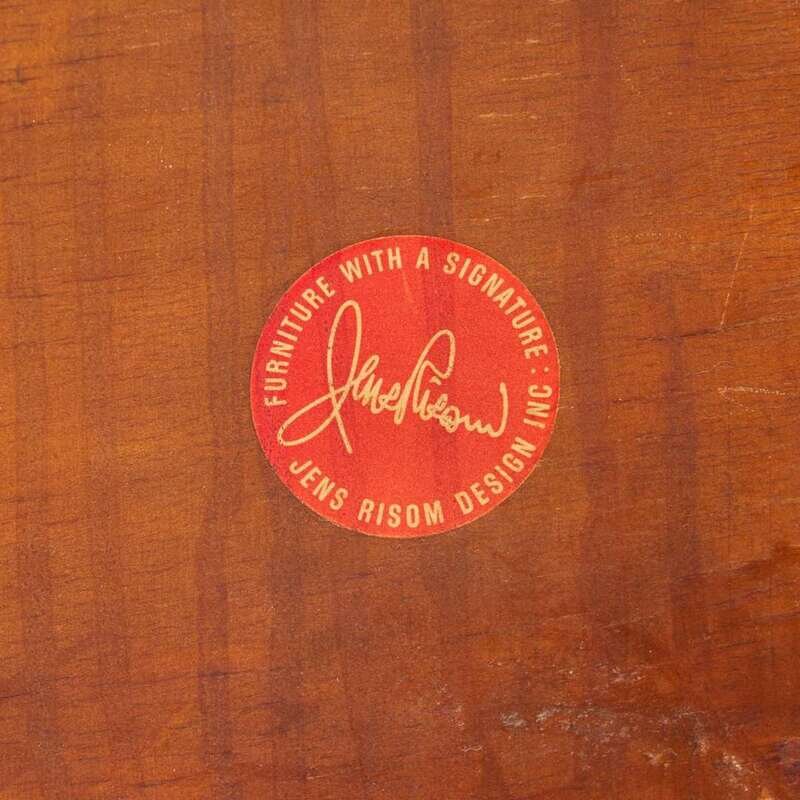 FURNITURE WITH A SIGNATURE :
Jens Risom
JENS RISOM DESIGN INC